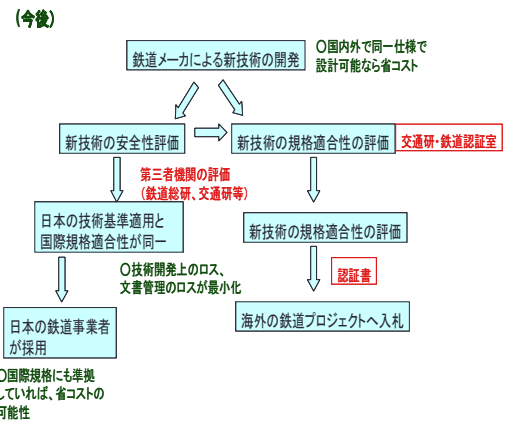 (今後)
鉄道メーカによる新技術の開発
〇国内外で同一仕様で
設計可能なら省コスト
新技術の安全性評価
新技術の規格適合性の評価
交通研・鉄道認証室
第三者機関の評価
(鉄道総研、交通研等)
日本の技術基準適用と
国際規格適合性が同一
新技術の規格適合性の評価
〇技術開発上のロス、
文書管理のロスが最小化
認証書
日本の鉄道事業者
が採用
海外の鉄道プロジェクトへ入札
〇国際規格にも準拠
していれば、省コストの
可能性